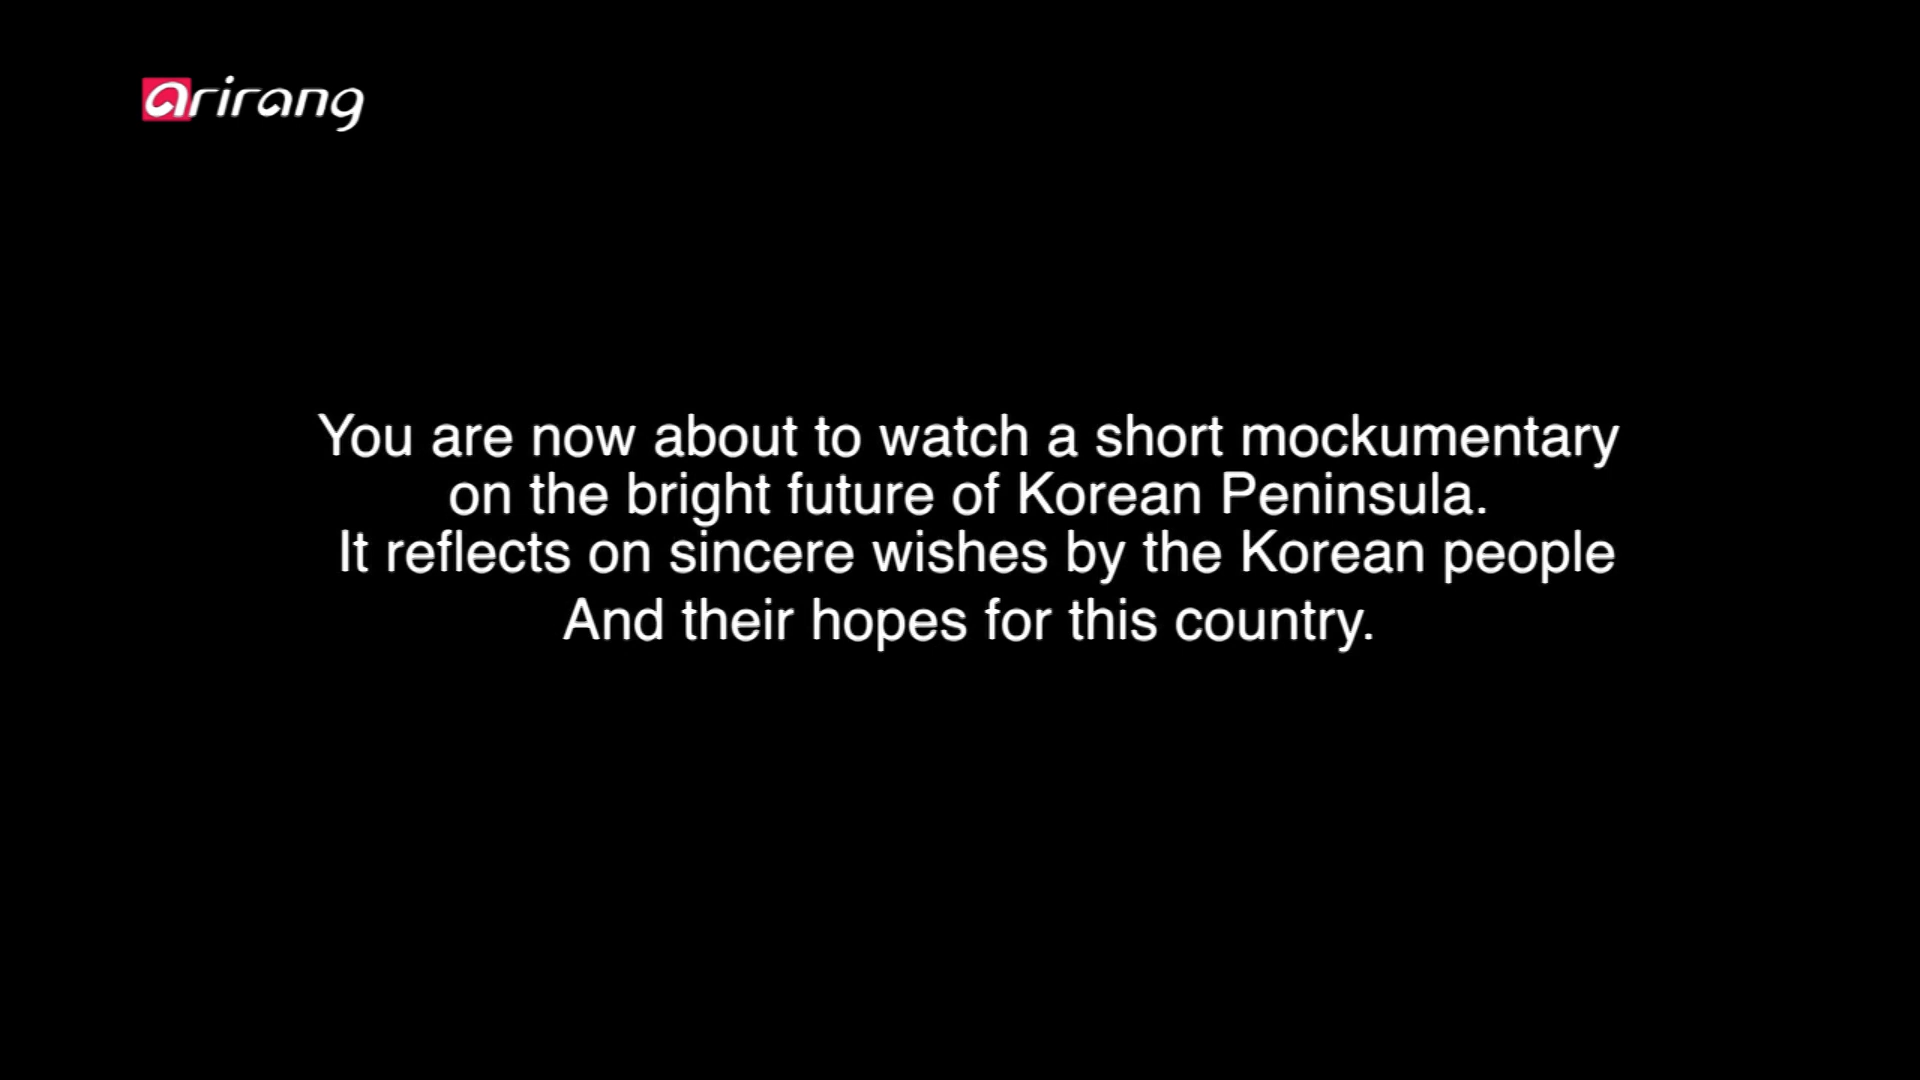 arirang
You are now about to watch a short mockumentary
on the bright future of Korean Peninsula.
It reflects on sincere wishes by the Korean people
And their hopes for this country.